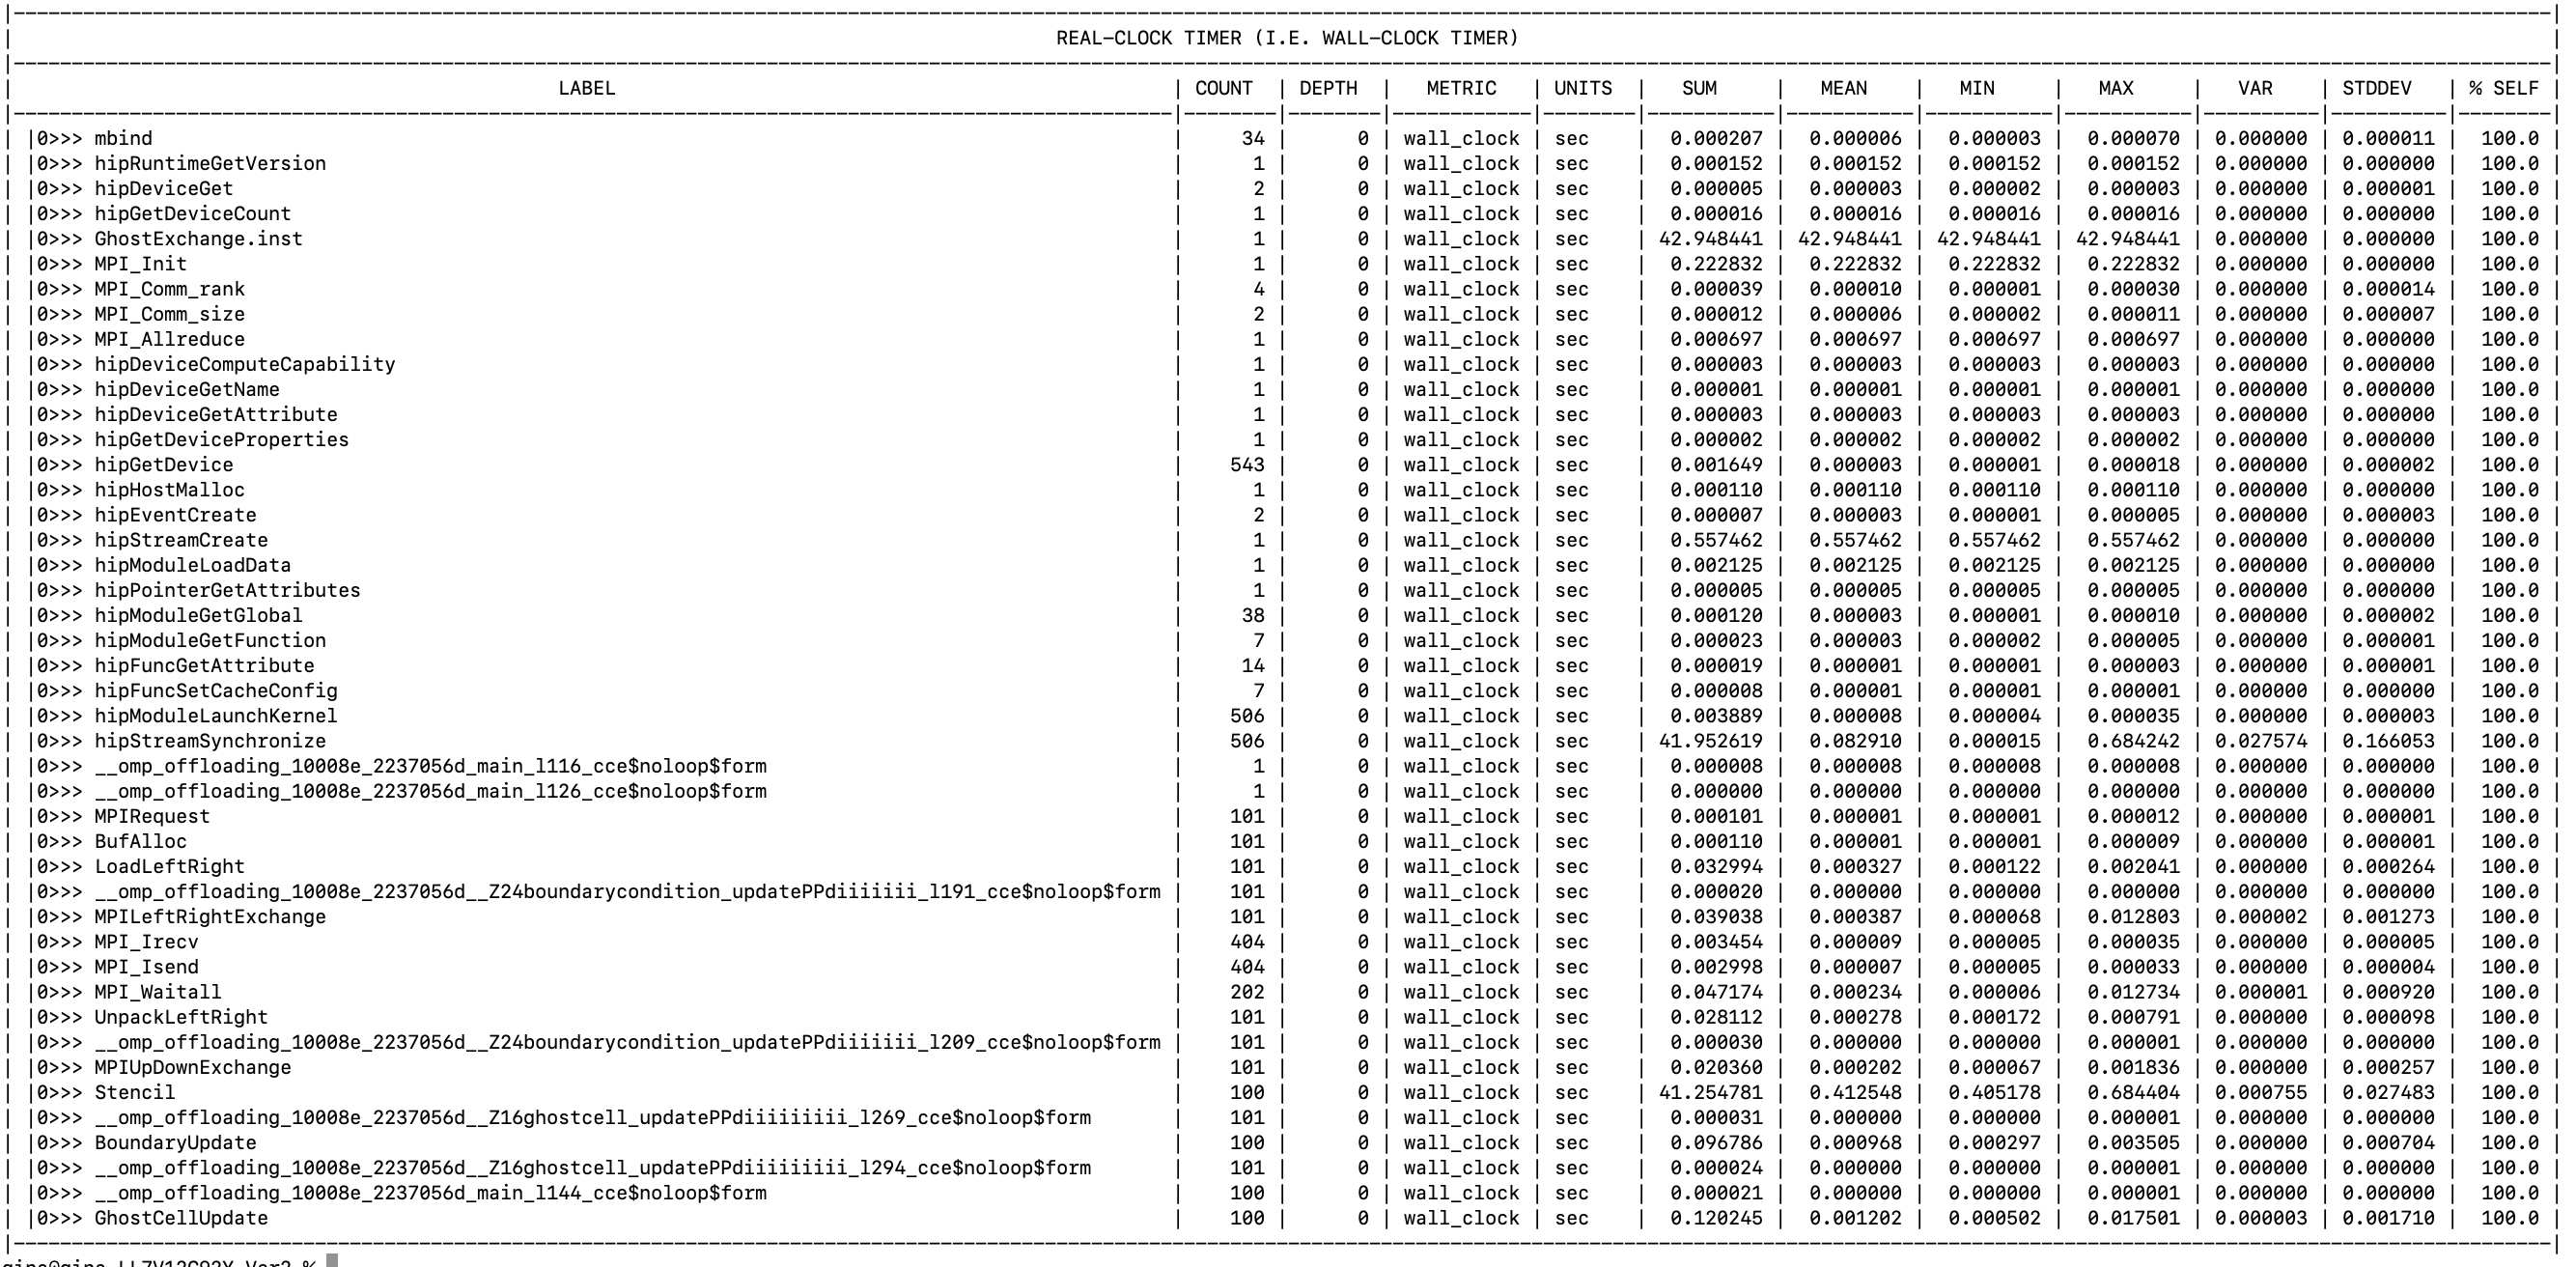 REAL-CLOCK TIMER (I.E. WALL-CLOCK TIMER)
| LABEL | COUNT | DEPTH | METRIC | UNITS | SUM | MEAN | MIN | MAX | VAR | STDDEV | % SELF |
| |0>>> mbind | 34 | 0 | wall_clock | sec | 0.000207 | 0.000006 | 0.000003 | 0.000070 | 0.000000 | 0.000011 | 100.0 |
| |0>>> hipRuntimeGetVersion | 1 | 0 | wall_clock | sec | 0.000152 | 0.000152 | 0.000152 | 0.000152 | 0.000000 | 0.000000 | 100.0 |
| |0>>> hipDeviceGet | 2 | 0 | wall_clock | sec | 0.000005 | 0.000003 | 0.000002 | 0.000003 | 0.000000 | 0.000001 | 100.0 |
| |0>>> hipGetDeviceCount | 1 | 0 | wall_clock | sec | 0.000016 | 0.000016 | 0.000016 | 0.000016 | 0.000000 | 0.000000 | 100.0 |
| |0>>> GhostExchange.inst | 1 | 0 | wall_clock | sec | 42.948441 | 42.948441 | 42.948441 | 42.948441 | 0.000000 | 0.000000 | 100.0 |
| |0>>> MPI_Init | 1 | 0 | wall_clock | sec | 0.222832 | 0.222832 | 0.222832 | 0.222832 | 0.000000 | 0.000000 | 100.0 |
| |0>>> MPI_Comm_rank | 4 | 0 | wall_clock | sec | 0.000039 | 0.000010 | 0.000001 | 0.000030 | 0.000000 | 0.000014 | 100.0 |
| |0>>> MPI_Comm_size | 2 | 0 | wall_clock | sec | 0.000012 | 0.000006 | 0.000002 | 0.000011 | 0.000000 | 0.000007 | 100.0 |
| |0>>> MPI_Allreduce | 1 | 0 | wall_clock | sec | 0.000697 | 0.000697 | 0.000697 | 0.000697 | 0.000000 | 0.000000 | 100.0 |
| |0>>> hipDeviceComputeCapability | 1 | 0 | wall_clock | sec | 0.000003 | 0.000003 | 0.000003 | 0.000003 | 0.000000 | 0.000000 | 100.0 |
| |0>>> hipDeviceGetName | 1 | 0 | wall_clock | sec | 0.000001 | 0.000001 | 0.000001 | 0.000001 | 0.000000 | 0.000000 | 100.0 |
| |0>>> hipDeviceGetAttribute | 1 | 0 | wall_clock | sec | 0.000003 | 0.000003 | 0.000003 | 0.000003 | 0.000000 | 0.000000 | 100.0 |
| |0>>> hipGetDeviceProperties | 1 | 0 | wall_clock | sec | 0.000002 | 0.000002 | 0.000002 | 0.000002 | 0.000000 | 0.000000 | 100.0 |
| |0>>> hipGetDevice | 543 | 0 | wall_clock | sec | 0.001649 | 0.000003 | 0.000001 | 0.000018 | 0.000000 | 0.000002 | 100.0 |
| |0>>> hipHostMalloc | 1 | 0 | wall_clock | sec | 0.000110 | 0.000110 | 0.000110 | 0.000110 | 0.000000 | 0.000000 | 100.0 |
| |0>>> hipEventCreate | 2 | 0 | wall_clock | sec | 0.000007 | 0.000003 | 0.000001 | 0.000005 | 0.000000 | 0.000003 | 100.0 |
| |0>>> hipStreamCreate | 1 | 0 | wall_clock | sec | 0.557462 | 0.557462 | 0.557462 | 0.557462 | 0.000000 | 0.000000 | 100.0 |
| |0>>> hipModuleLoadData | 1 | 0 | wall_clock | sec | 0.002125 | 0.002125 | 0.002125 | 0.002125 | 0.000000 | 0.000000 | 100.0 |
| |0>>> hipPointerGetAttributes | 1 | 0 | wall_clock | sec | 0.000005 | 0.000005 | 0.000005 | 0.000005 | 0.000000 | 0.000000 | 100.0 |
| |0>>> hipModuleGetGlobal | 38 | 0 | wall_clock | sec | 0.000120 | 0.000003 | 0.000001 | 0.000010 | 0.000000 | 0.000002 | 100.0 |
| |0>>> hipModuleGetFunction | 7 | 0 | wall_clock | sec | 0.000023 | 0.000003 | 0.000002 | 0.000005 | 0.000000 | 0.000001 | 100.0 |
| |0>>> hipFuncGetAttribute | 14 | 0 | wall_clock | sec | 0.000019 | 0.000001 | 0.000001 | 0.000003 | 0.000000 | 0.000001 | 100.0 |
| |0>>> hipFuncSetCacheConfig | 7 | 0 | wall_clock | sec | 0.000008 | 0.000001 | 0.000001 | 0.000001 | 0.000000 | 0.000000 | 100.0 |
| |0>>> hipModuleLaunchKernel | 506 | 0 | wall_clock | sec | 0.003889 | 0.000008 | 0.000004 | 0.000035 | 0.000000 | 0.000003 | 100.0 |
| |0>>> hipStreamSynchronize | 506 | 0 | wall_clock | sec | 41.952619 | 0.082910 | 0.000015 | 0.684242 | 0.027574 | 0.166053 | 100.0 |
| |0>>> __omp_offloading_10008e_2237056d_main_l116_cce$noloop$form | 1 | 0 | wall_clock | sec | 0.000008 | 0.000008 | 0.000008 | 0.000008 | 0.000000 | 0.000000 | 100.0 |
| |0>>> __omp_offloading_10008e_2237056d_main_l126_cce$noloop$form | 1 | 0 | wall_clock | sec | 0.000000 | 0.000000 | 0.000000 | 0.000000 | 0.000000 | 0.000000 | 100.0 |
| |0>>> MPIRequest | 101 | 0 | wall_clock | sec | 0.000101 | 0.000001 | 0.000001 | 0.000012 | 0.000000 | 0.000001 | 100.0 |
| |0>>> BufAlloc | 101 | 0 | wall_clock | sec | 0.000110 | 0.000001 | 0.000001 | 0.000009 | 0.000000 | 0.000001 | 100.0 |
| |0>>> LoadLeftRight | 101 | 0 | wall_clock | sec | 0.032994 | 0.000327 | 0.000122 | 0.002041 | 0.000000 | 0.000264 | 100.0 |
| |0>>> __omp_offloading_10008e_2237056d__Z24boundarycondition_updatePPdiiiiiii_l191_cce$noloop$form | 101 | 0 | wall_clock | sec | 0.000020 | 0.000000 | 0.000000 | 0.000000 | 0.000000 | 0.000000 | 100.0 |
| |0>>> MPILeftRightExchange | 101 | 0 | wall_clock | sec | 0.039038 | 0.000387 | 0.000068 | 0.012803 | 0.000002 | 0.001273 | 100.0 |
| |0>>> MPI_Irecv | 404 | 0 | wall_clock | sec | 0.003454 | 0.000009 | 0.000005 | 0.000035 | 0.000000 | 0.000005 | 100.0 |
| |0>>> MPI_Isend | 404 | 0 | wall_clock | sec | 0.002998 | 0.000007 | 0.000005 | 0.000033 | 0.000000 | 0.000004 | 100.0 |
| |0>>> MPI_Waitall | 202 | 0 | wall_clock | sec | 0.047174 | 0.000234 | 0.000006 | 0.012734 | 0.000001 | 0.000920 | 100.0 |
| |0>>> UnpackLeftRight | 101 | 0 | wall_clock | sec | 0.028112 | 0.000278 | 0.000172 | 0.000791 | 0.000000 | 0.000098 | 100.0 |
| |0>>> __omp_offloading_10008e_2237056d__Z24boundarycondition_updatePPdiiiiiii_l209_cce$noloop$form | 101 | 0 | wall_clock | sec | 0.000030 | 0.000000 | 0.000000 | 0.000001 | 0.000000 | 0.000000 | 100.0 |
| |0>>> MPIUpDownExchange | 101 | 0 | wall_clock | sec | 0.020360 | 0.000202 | 0.000067 | 0.001836 | 0.000000 | 0.000257 | 100.0 |
| |0>>> Stencil | 100 | 0 | wall_clock | sec | 41.254781 | 0.412548 | 0.405178 | 0.684404 | 0.000755 | 0.027483 | 100.0 |
| |0>>> __omp_offloading_10008e_2237056d__Z16ghostcell_updatePPdiiiiiiiii_l269_cce$noloop$form | 101 | 0 | wall_clock | sec | 0.000031 | 0.000000 | 0.000000 | 0.000001 | 0.000000 | 0.000000 | 100.0 |
| |0>>> BoundaryUpdate | 100 | 0 | wall_clock | sec | 0.096786 | 0.000968 | 0.000297 | 0.003505 | 0.000000 | 0.000704 | 100.0 |
| |0>>> __omp_offloading_10008e_2237056d__Z16ghostcell_updatePPdiiiiiiiii_l294_cce$noloop$form | 101 | 0 | wall_clock | sec | 0.000024 | 0.000000 | 0.000000 | 0.000001 | 0.000000 | 0.000000 | 100.0 |
| |0>>> __omp_offloading_10008e_2237056d_main_l144_cce$noloop$form | 100 | 0 | wall_clock | sec | 0.000021 | 0.000000 | 0.000000 | 0.000001 | 0.000000 | 0.000000 | 100.0 |
| |0>>> GhostCellUpdate | 100 | 0 | wall_clock | sec | 0.120245 | 0.001202 | 0.000502 | 0.017501 | 0.000003 | 0.001710 | 100.0 |